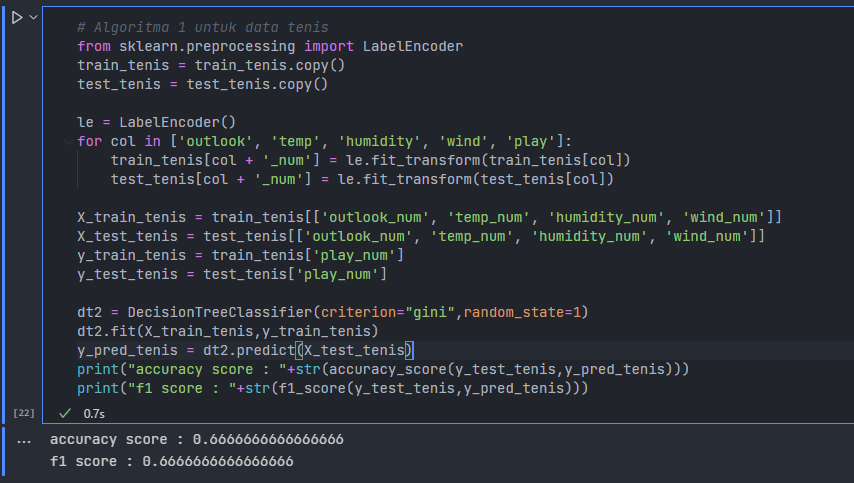 # Algoritma 1 untuk data tenis
from sklearn.preprocessing import LabelEncoder
train_tenis = train_tenis.copy()
test_tenis = test_tenis.copy()
le = LabelEncoder()
for col in ['outlook', 'temp', 'humidity', 'wind', 'play']:
    train_tenis[col + '_num'] = le.fit_transform(train_tenis[col])
    test_tenis[col + '_num'] = le.fit_transform(test_tenis[col])
X_train_tenis = train_tenis[['outlook_num', 'temp_num', 'humidity_num', 'wind_num']]
X_test_tenis = test_tenis[['outlook_num', 'temp_num', 'humidity_num', 'wind_num']]
y_train_tenis = train_tenis['play_num']
y_test_tenis = test_tenis['play_num']
dt2 = DecisionTreeClassifier(criterion="gini",random_state=1)
dt2.fit(X_train_tenis,y_train_tenis)
y_pred_tenis = dt2.predict(X_test_tenis)
print("accuracy score : "+str(accuracy_score(y_test_tenis,y_pred_tenis)))
print("f1 score : "+str(f1_score(y_test_tenis,y_pred_tenis)))
[22] ✓ 0.7s
... accuracy score : 0.6666666666666666
f1 score : 0.6666666666666666